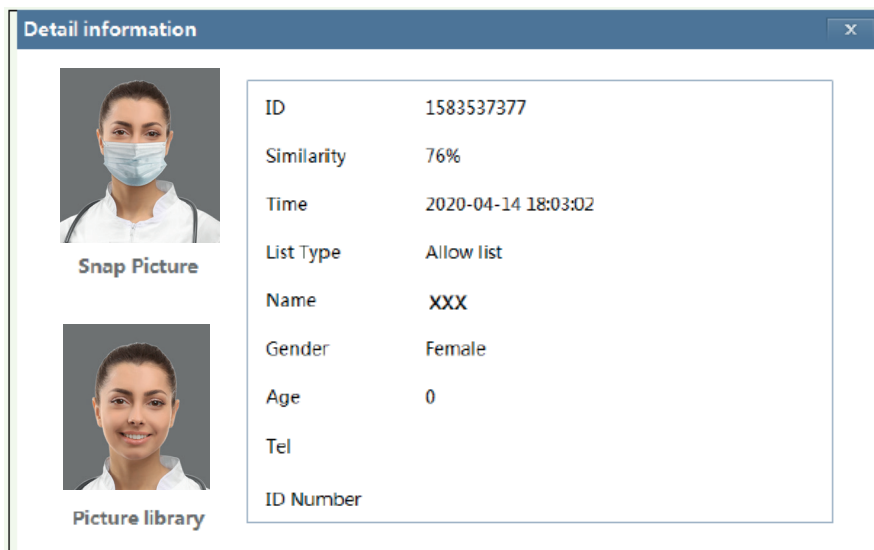 Detail information
x
ID 1583537377
Similarity 76%
Time 2020-04-14 18:03:02
List Type Allow list
Name XXX
Gender Female
Age 0
Tel
ID Number
Snap Picture
Picture library